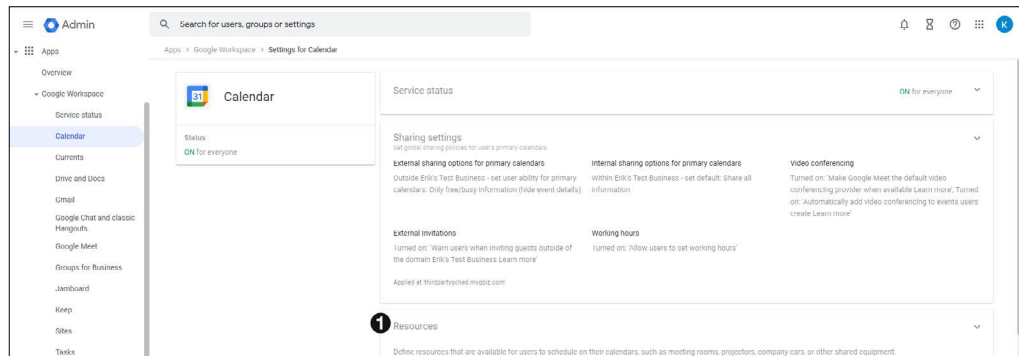 Admin
Search for users, groups or settings
K
Apps
Apps > Google Workspace > Settings for Calendar
Overview
Google Workspace
Service status
Calendar
Currents
Drive and Docs
Gmail
Google Chat and classic
Hangouts
Google Meet
Groups for Business
Jamboard
Keep
Sites
Tasks
31 Calendar
Status
ON for everyone
Service status
ON for everyone
Sharing settings
Set global sharing policies for user's primary calendars.
External sharing options for primary calendars
Outside Erik's Test Business - set user ability for primary
calendars: Only free/busy information (hide event details)
Internal sharing options for primary calendars
Within Erik's Test Business - set default: Share all
information
Video conferencing
Turned on: 'Make Google Meet the default video
conferencing provider when available Learn more', Turned
on: 'Automatically add video conferencing to events users
create Learn more'
External Invitations
Turned on: 'Warn users when inviting guests outside of
the domain Erik's Test Business Learn more'
Working hours
Turned on: 'Allow users to set working hours'
Applied at 'thirdpartysched.mygbiz.com'
1 Resources
Define resources that are available for users to schedule on their calendars, such as meeting rooms, projectors, company cars, or other shared equipment.